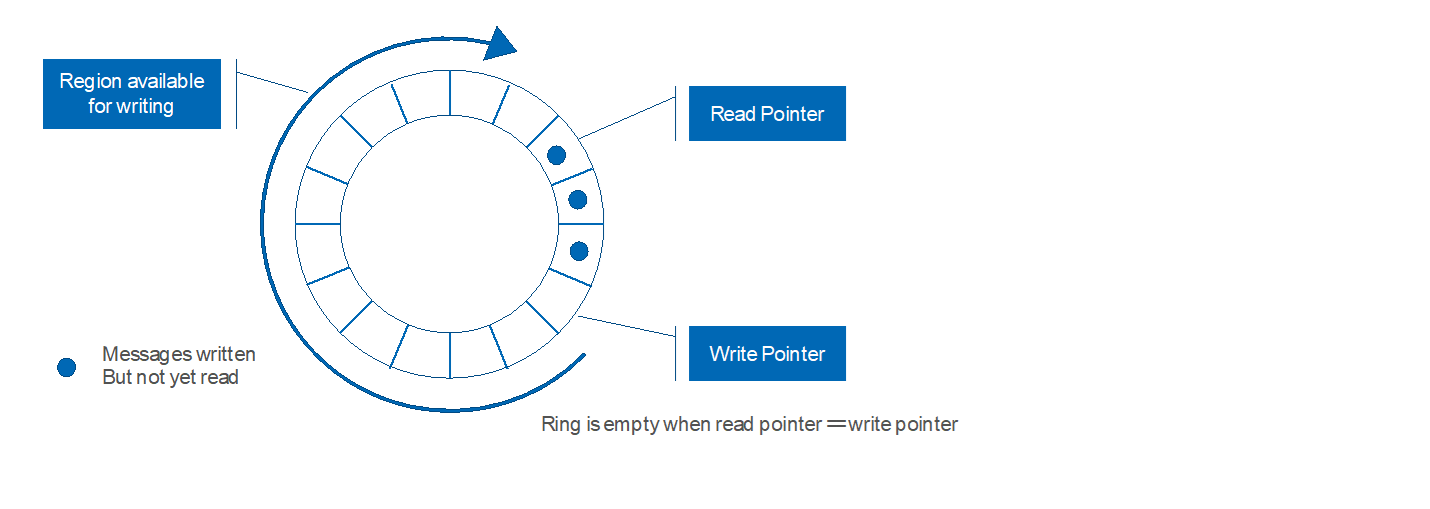 Region available
for writing
Read Pointer
Messages written
But not yet read
Write Pointer
Ring is empty when read pointer == write pointer